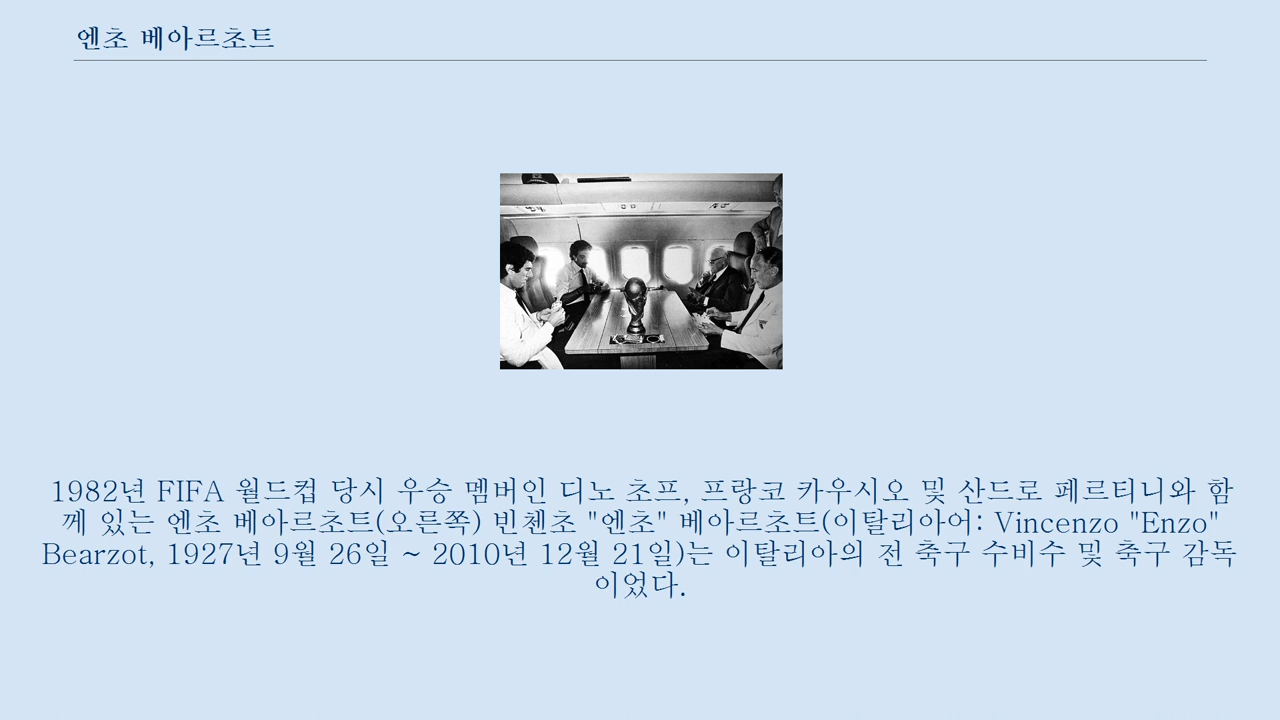 엔초 베아르초트
1982년 FIFA 월드컵 당시 우승 멤버인 디노 초프, 프랑코 카우시오 및 산드로 페르티니와 함
께 있는 엔초 베아르초트(오른쪽) 빈첸초 "엔초" 베아르초트(이탈리아어: Vincenzo "Enzo"
Bearzot, 1927년 9월 26일 ~ 2010년 12월 21일)는 이탈리아의 전 축구 수비수 및 축구 감독
이었다.